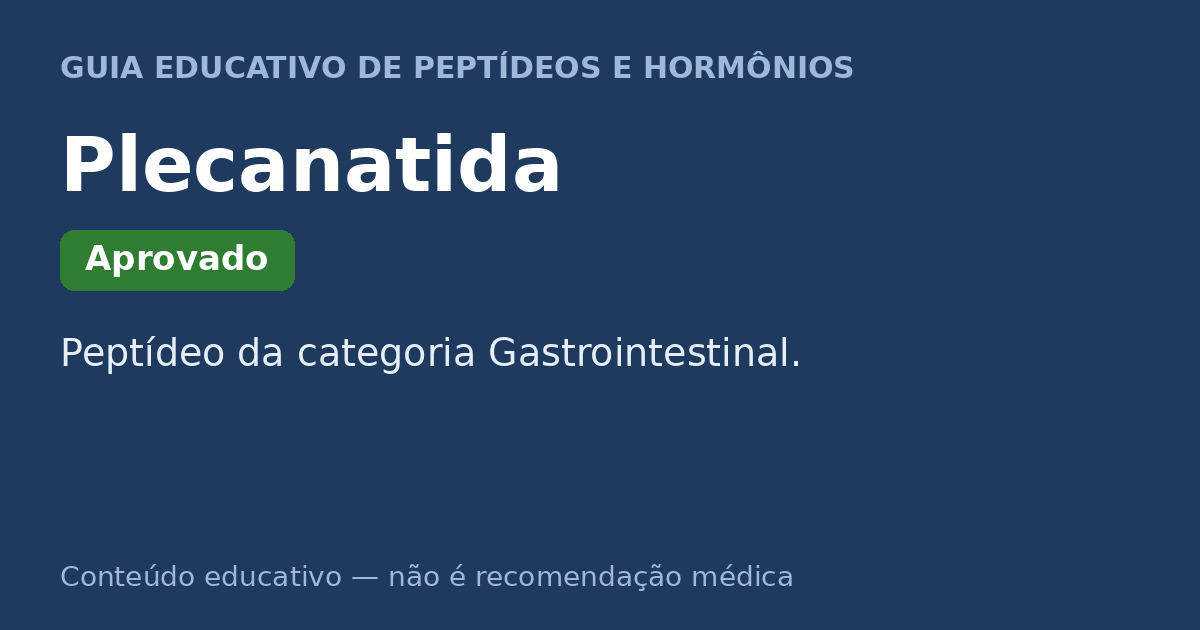 GUIA EDUCATIVO DE PEPTÍDEOS E HORMÔNIOS
Plecanatida
Aprovado
Peptídeo da categoria Gastrointestinal.
Conteúdo educativo — não é recomendação médica